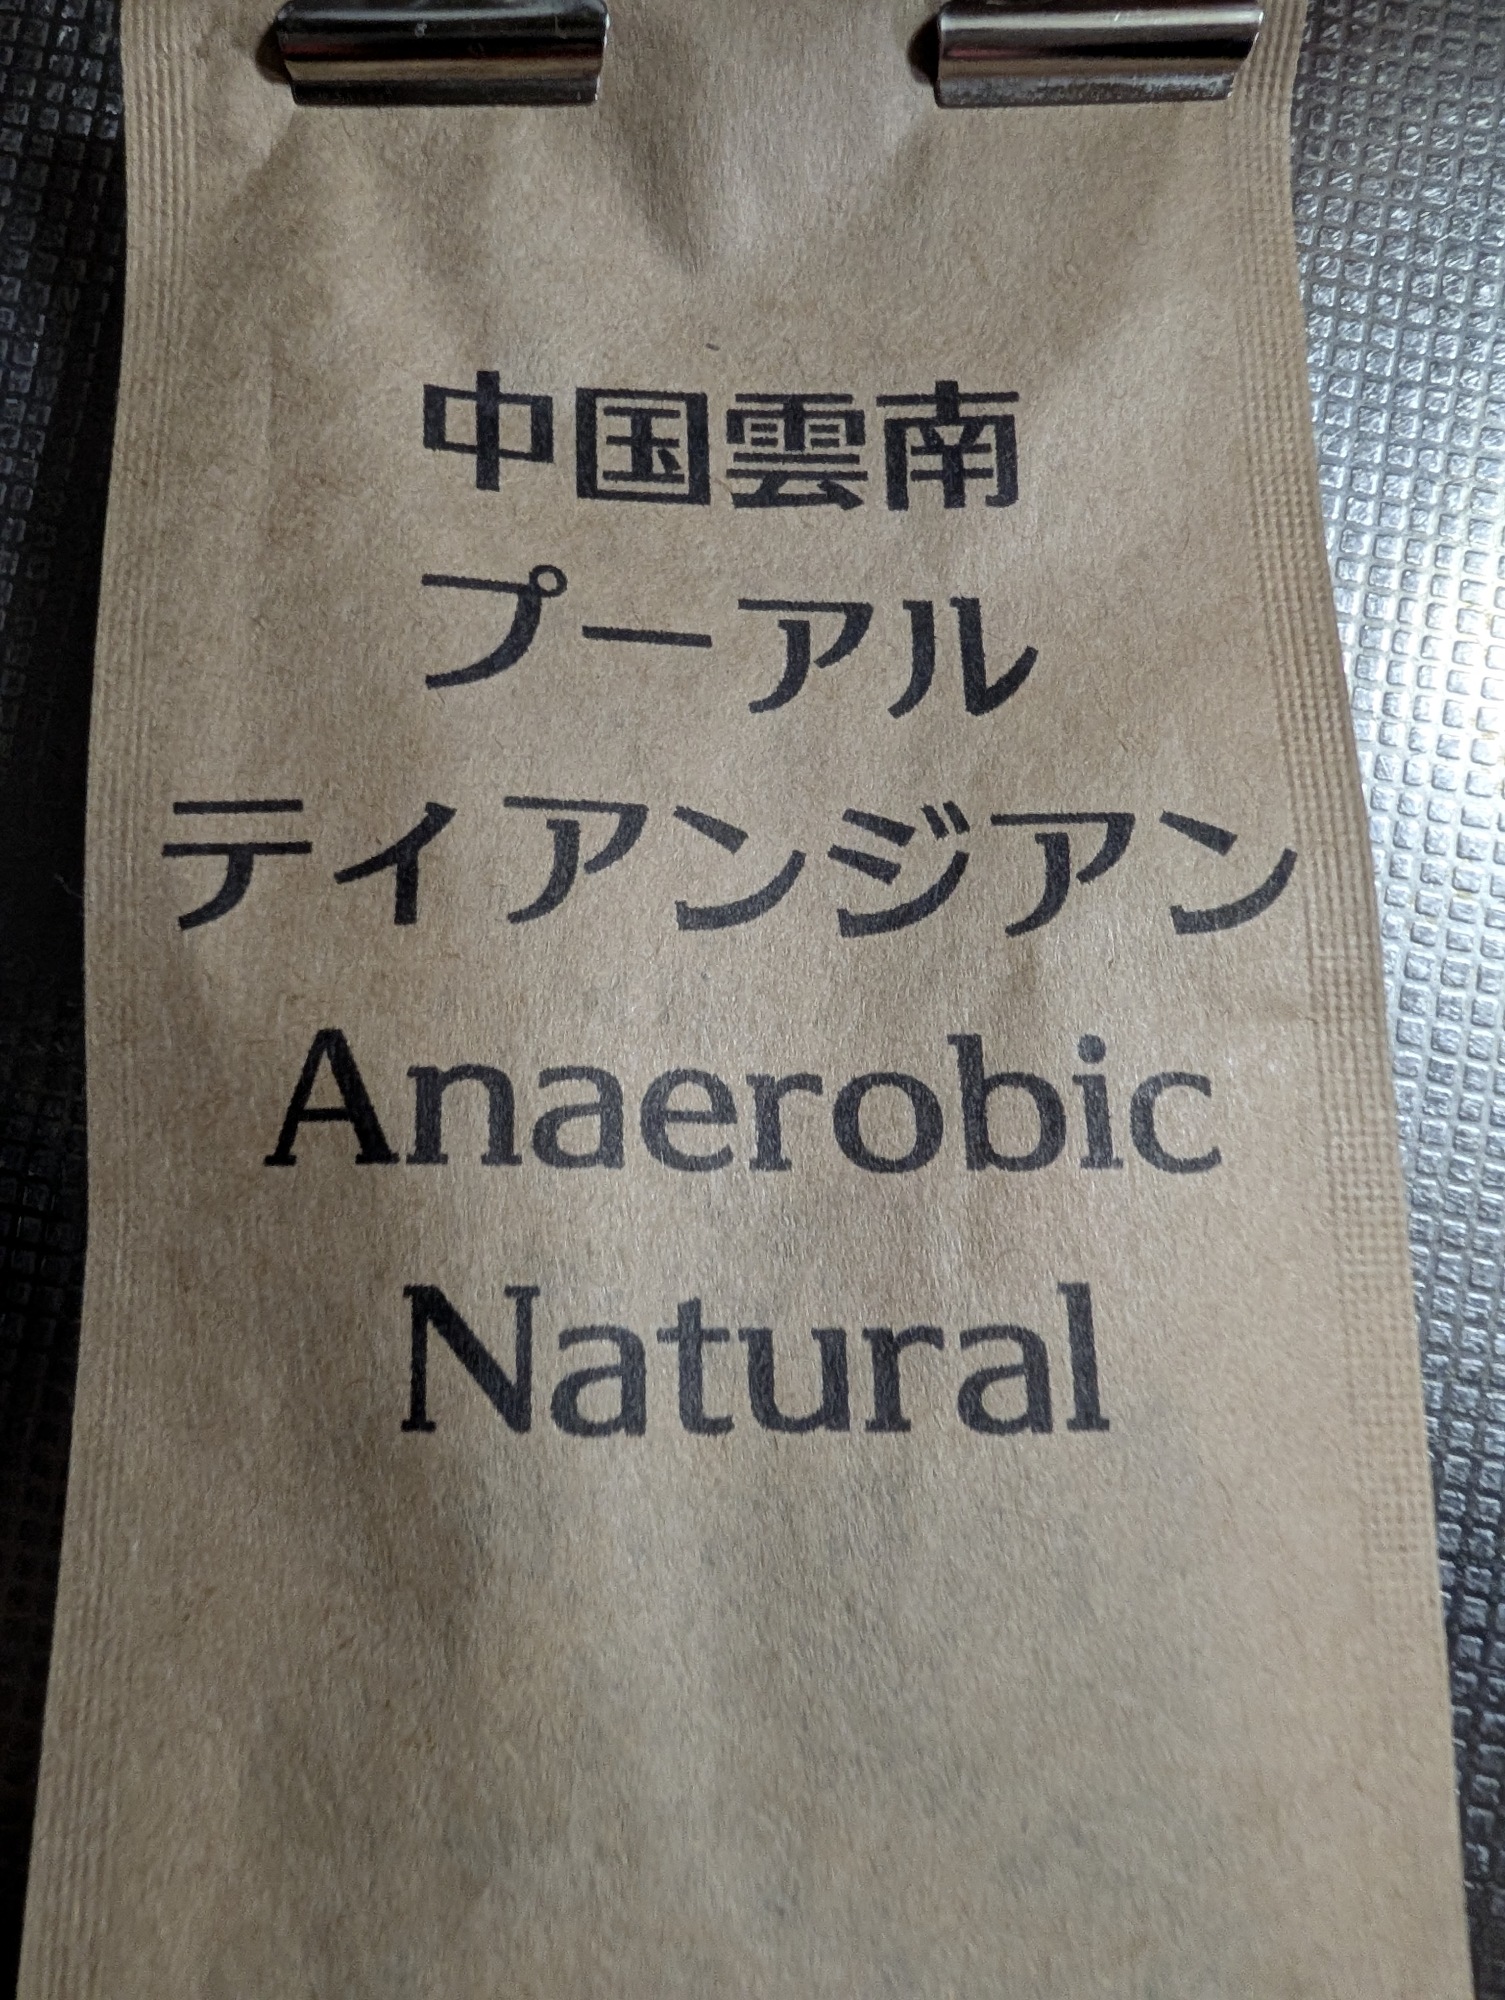 中国雲南
プーアル
ティアンジアン
Anaerobic
Natural